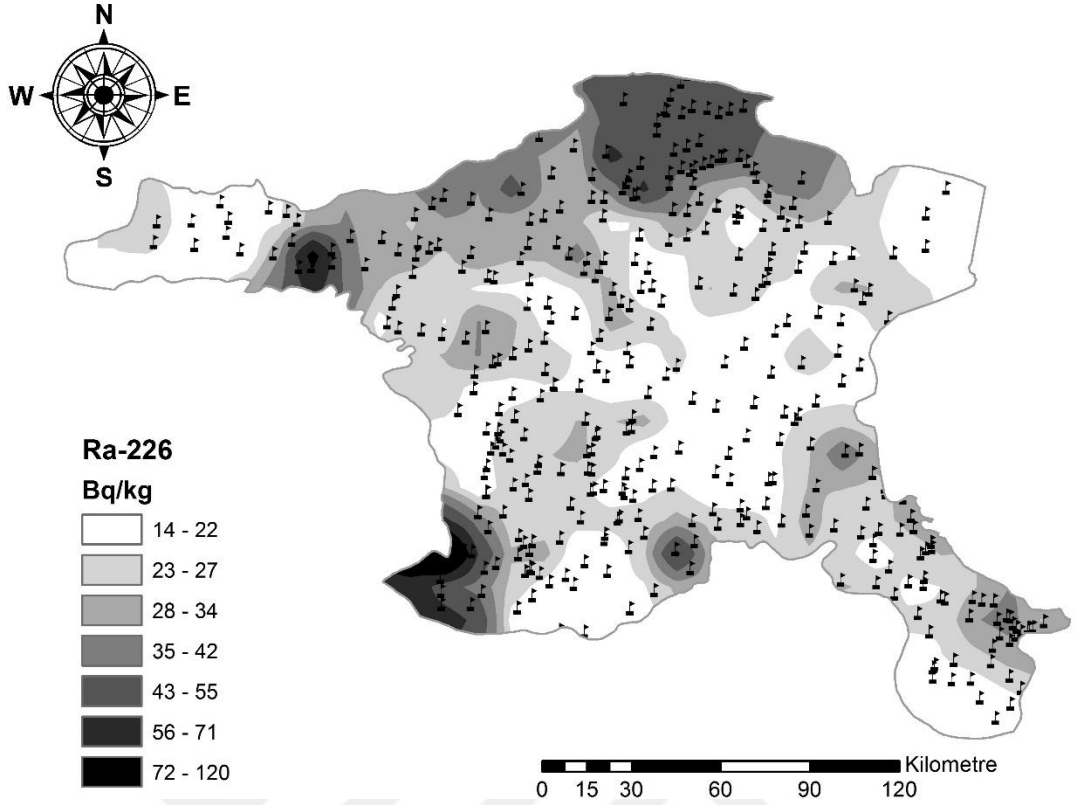 N
W E
S
Ra-226
Bq/kg
14 - 22
23 - 27
28 - 34
35 - 42
43 - 55
56 - 71
72 - 120
Kilometre
0 15 30 60 90 120